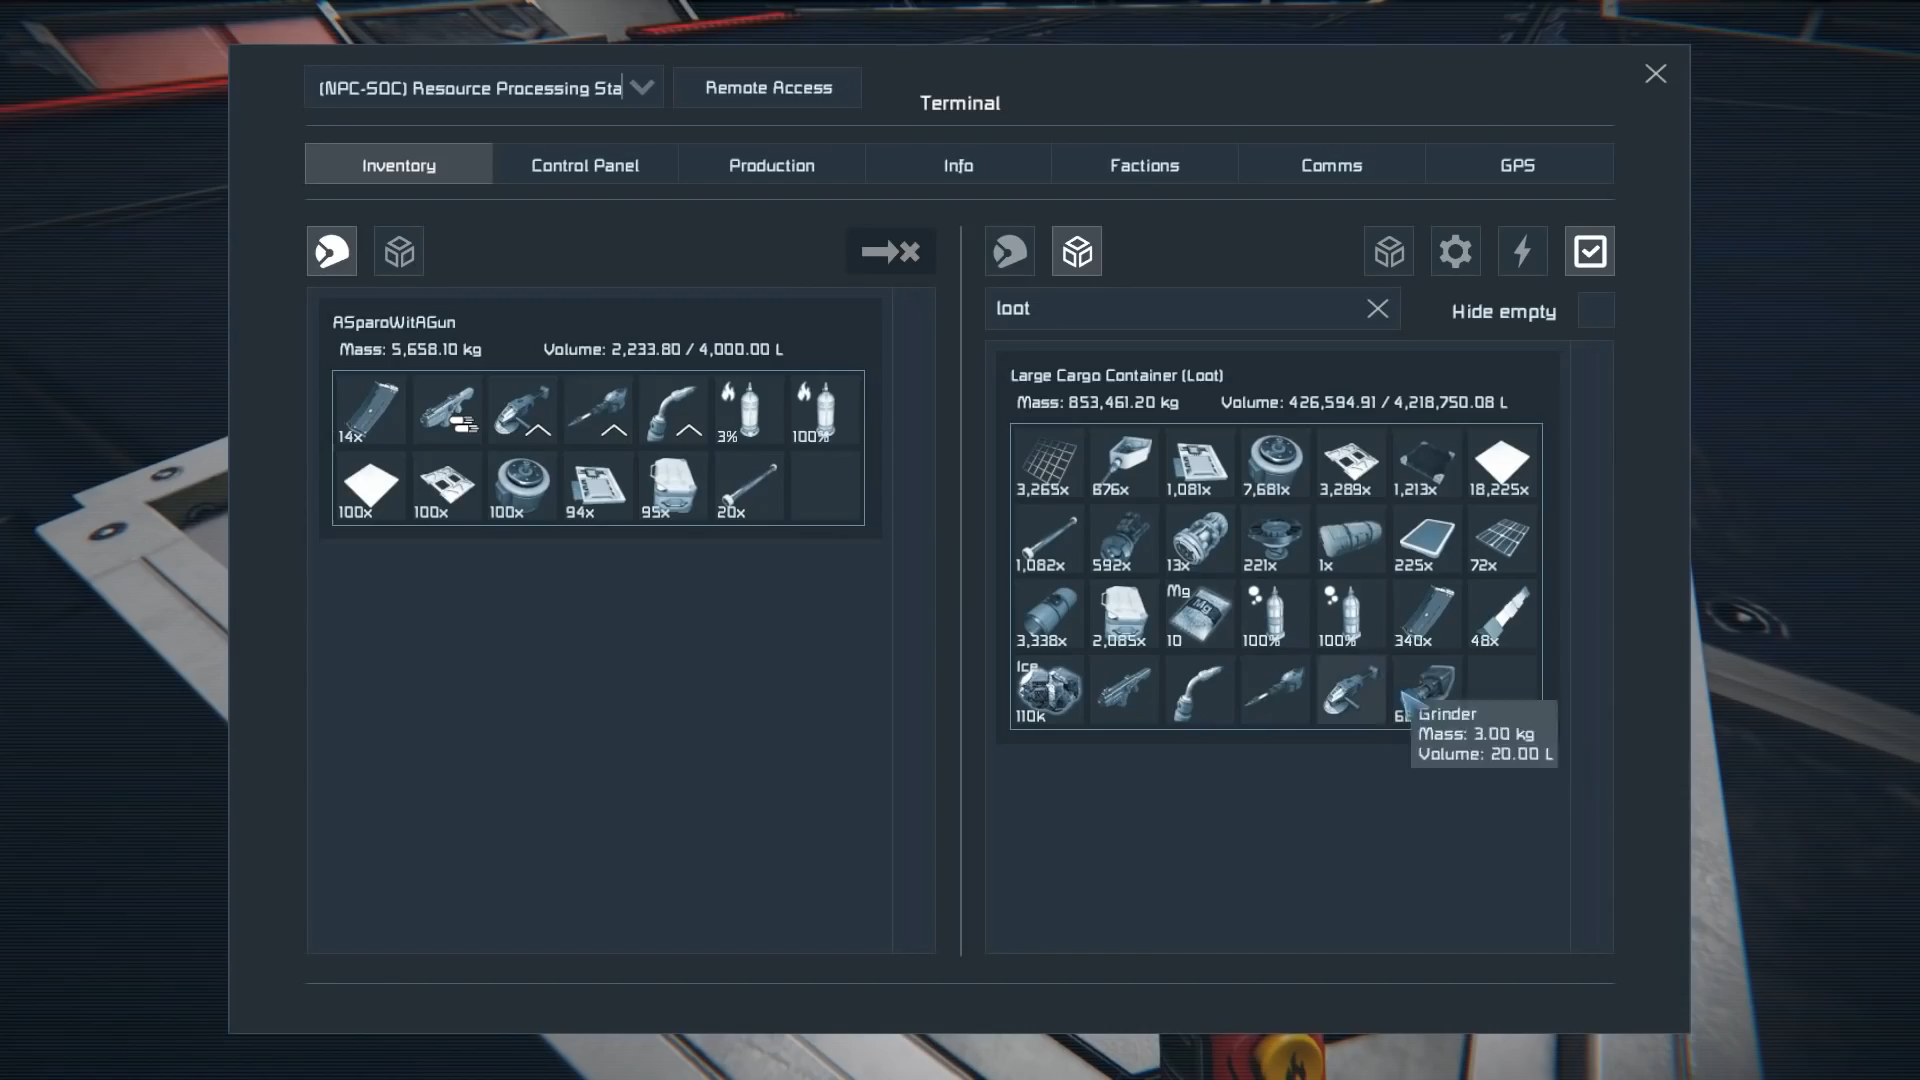 (NPC-SOC) Resource Processing Sta
Remote Access
Terminal
Inventory
Control Panel
Production
Info
Factions
Comms
GPS
loot
Hide empty
ASparoWitAGun
Mass: 5,658.10 kg
Volume: 2,233.80 / 4,000.00 L
14x
3%
100%
100x
100x
100x
94x
95x
20x
Large Cargo Container (Loot)
Mass: 853,461.20 kg
Volume: 426,594.91 / 4,218,750.08 L
3,265x
676x
1,081x
7,681x
3,289x
1,213x
18,225x
1,082x
592x
13x
221x
1x
225x
72x
Mg
Mg
3,338x
2,085x
10
100%
100%
340x
48x
Ice
110k
Grinder
Mass: 3.00 kg
Volume: 20.00 L